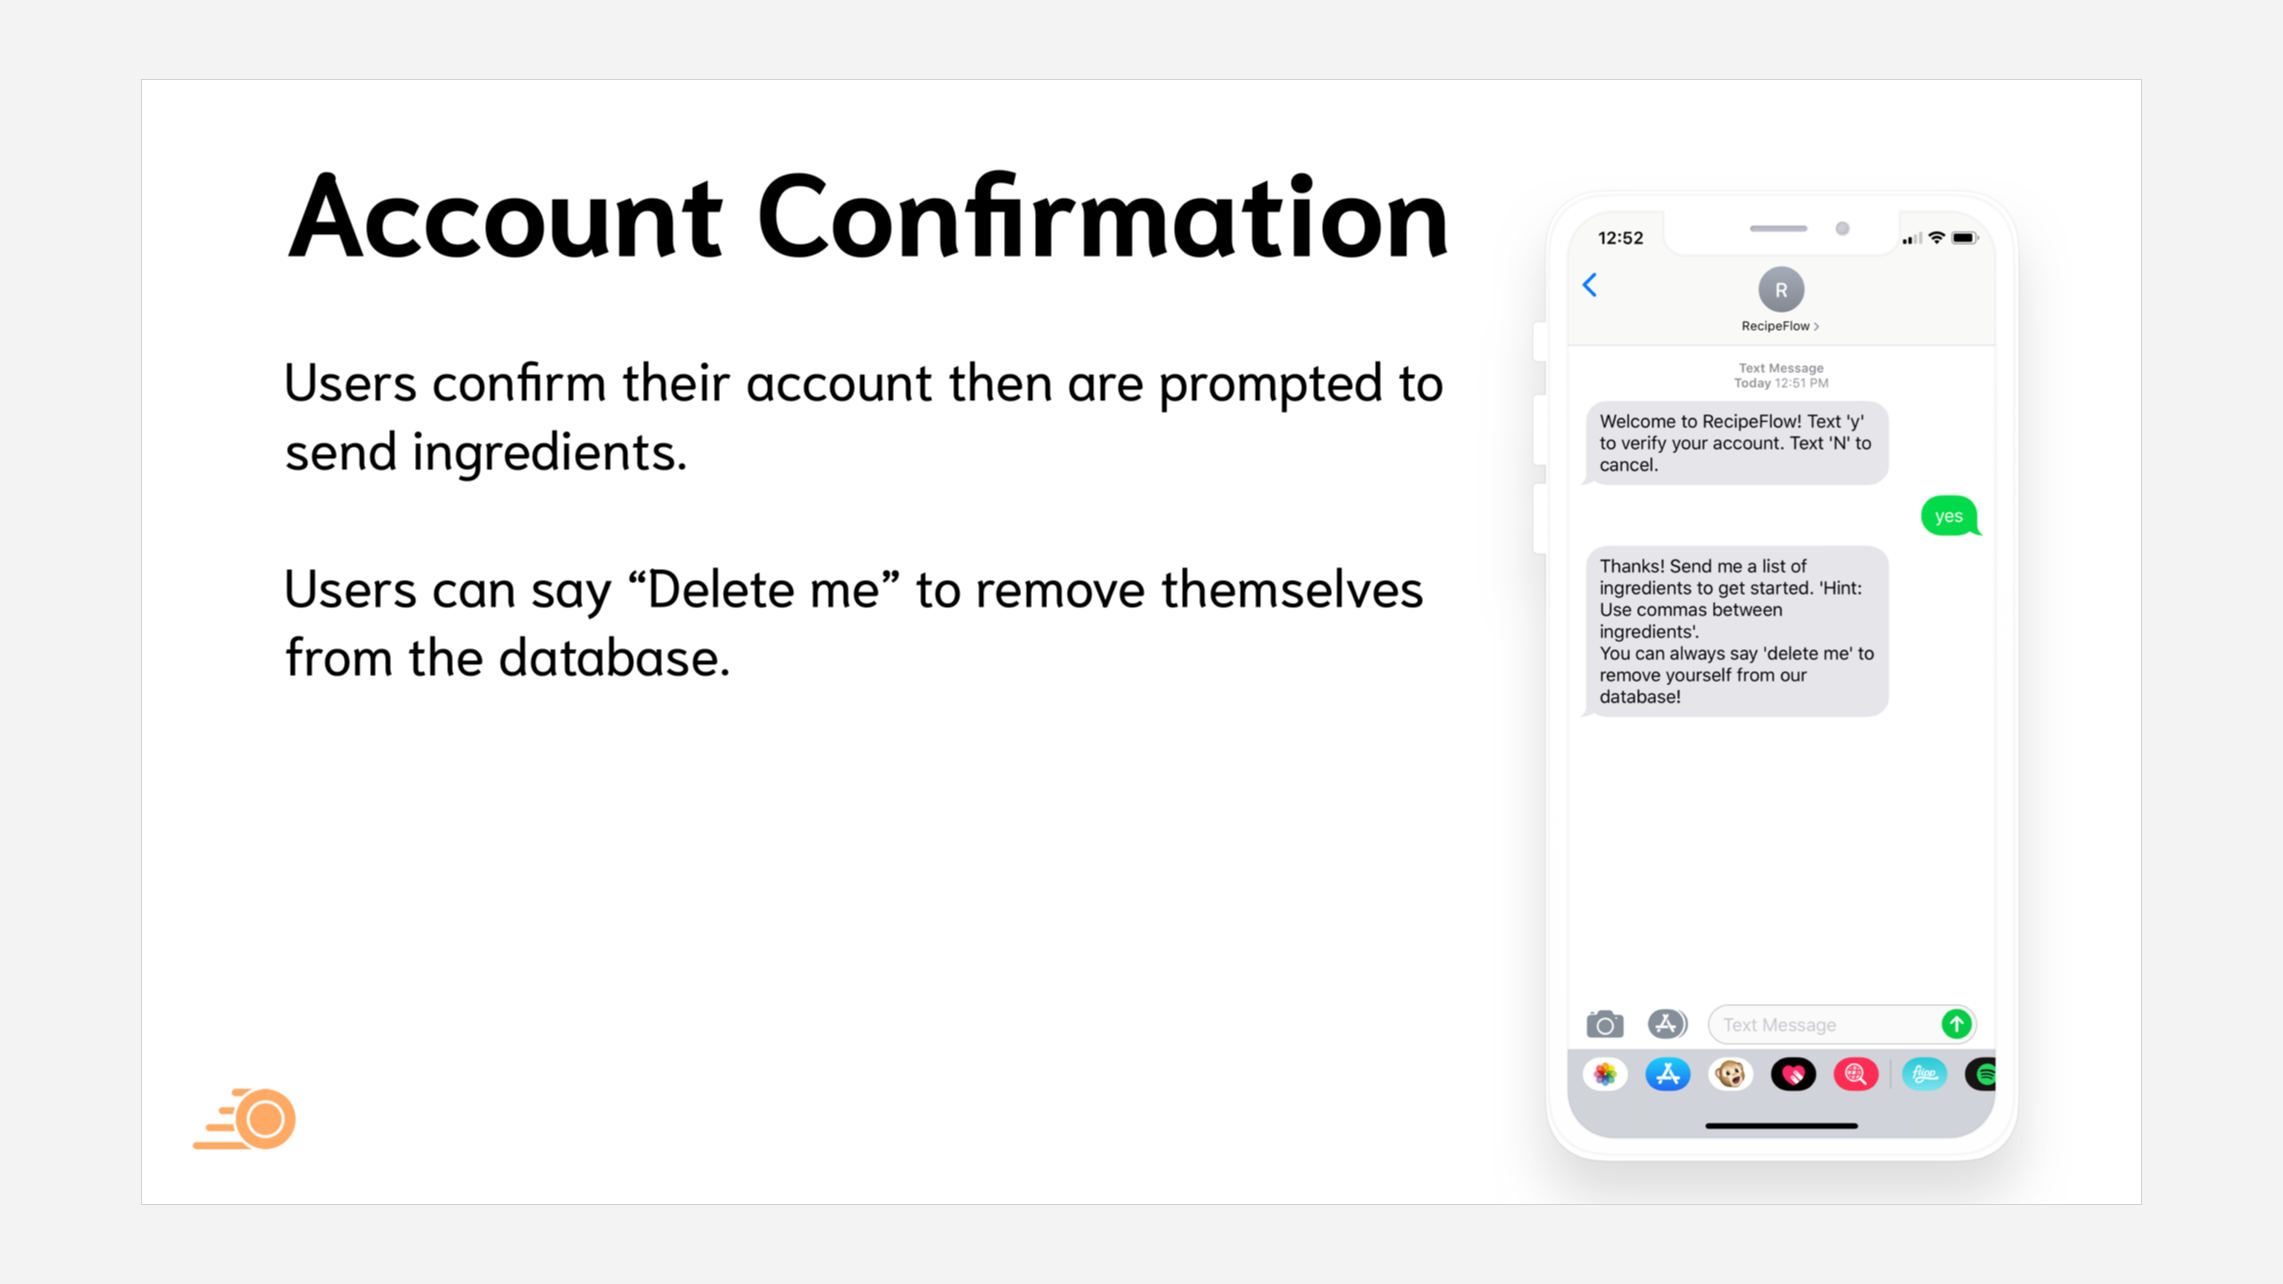 Account Confirmation
Users confirm their account then are prompted to
send ingredients.
Users can say “Delete me” to remove themselves
from the database.
12:52
R
RecipeFlow
Text Message
Today 12:51 PM
Welcome to RecipeFlow! Text 'y'
to verify your account. Text 'N' to
cancel.
yes
Thanks! Send me a list of
ingredients to get started. 'Hint:
Use commas between
ingredients'.
You can always say 'delete me' to
remove yourself from our
database!
Text Message
flipp